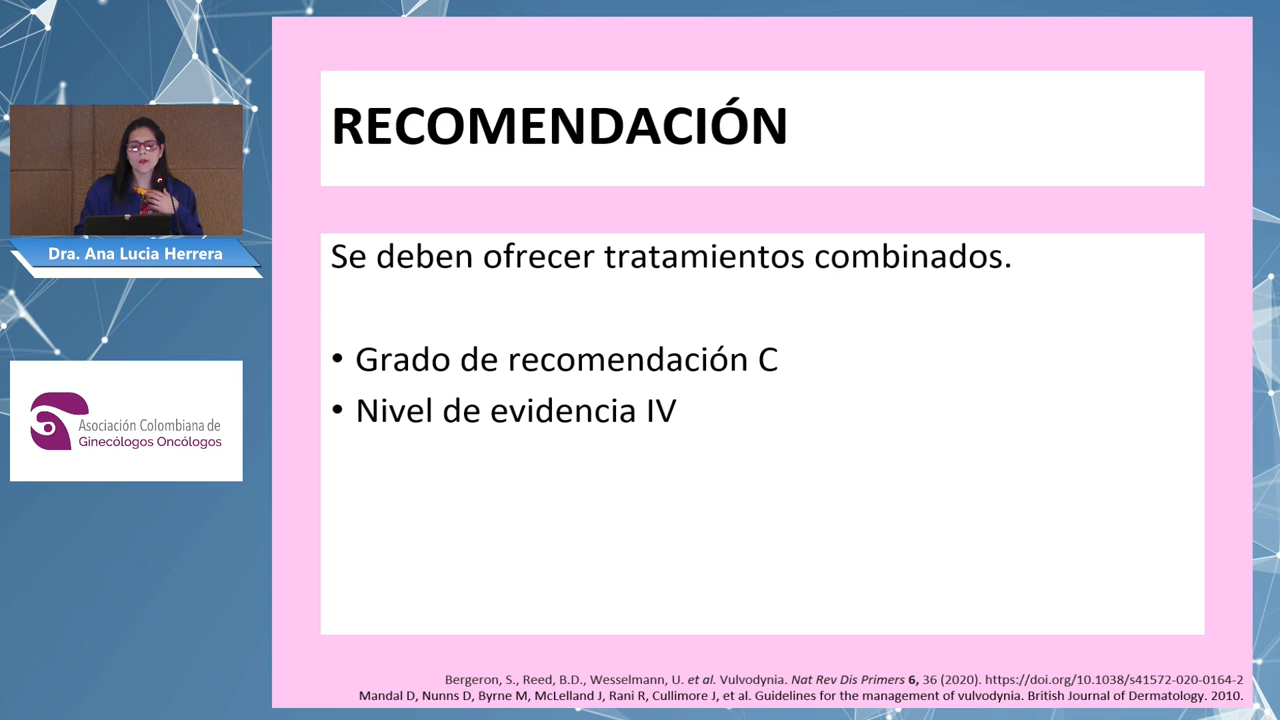 RECOMENDACIÓN
Dra. Ana Lucia Herrera
Se deben ofrecer tratamientos combinados.
• Grado de recomendación C
• Nivel de evidencia IV
Asociación Colombiana de
Ginecólogos Oncólogos
Bergeron, S., Reed, B.D., Wesselmann, U. et al. Vulvodynia. Nat Rev Dis Primers 6, 36 (2020). https://doi.org/10.1038/s41572-020-0164-2
Mandal D, Nunns D, Byrne M, McLelland J, Rani R, Cullimore J, et al. Guidelines for the management of vulvodynia. British Journal of Dermatology. 2010.